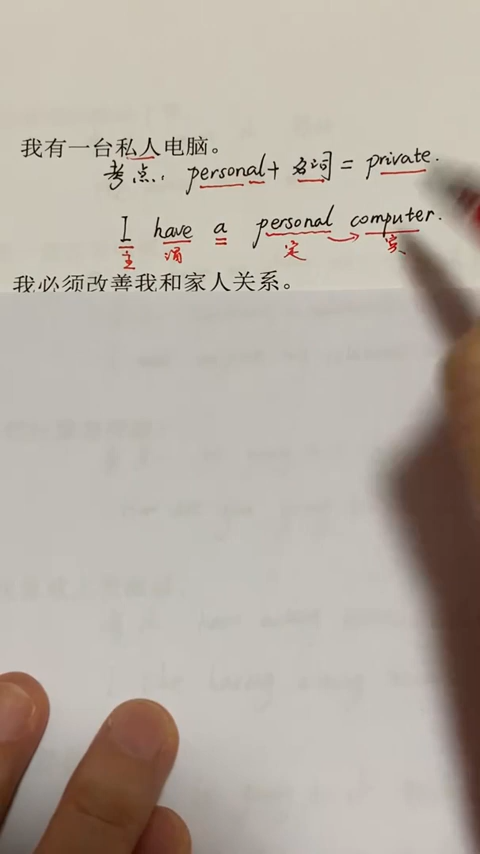 我有一台私人电脑。
考点: personal + 名词 = private.
I have a personal computer.
主 谓 定 宾
我必须改善我和家人关系。